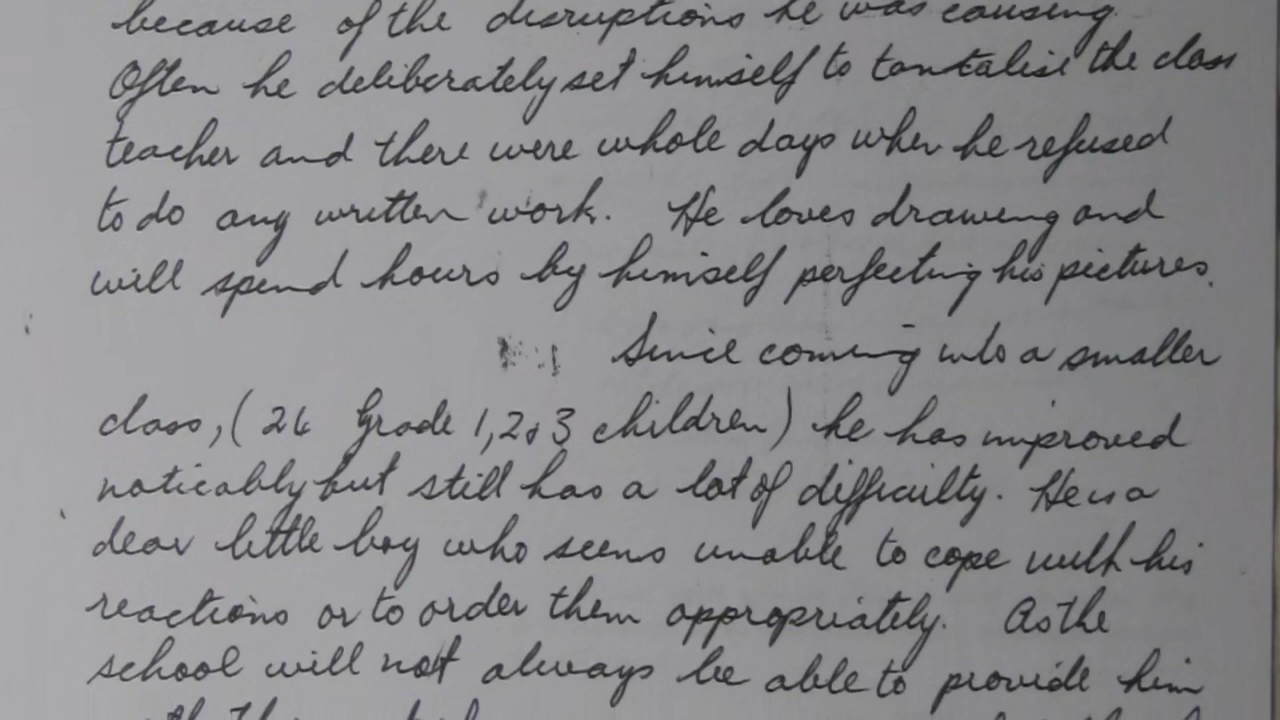 because of the disruptions he was causing
Often he deliberately set himself to tantalise the class
teacher and there were whole days when he refused
to do any written work. He loves drawing and
will spend hours by himself perfecting his pictures.
Since coming into a smaller
class, (26 Grade 1,2&3 children) he has improved
noticably but still has a lot of difficulty. He is a
dear little boy who seems unable to cope with his
reactions or to order them appropriately. As the
school will not always be able to provide him